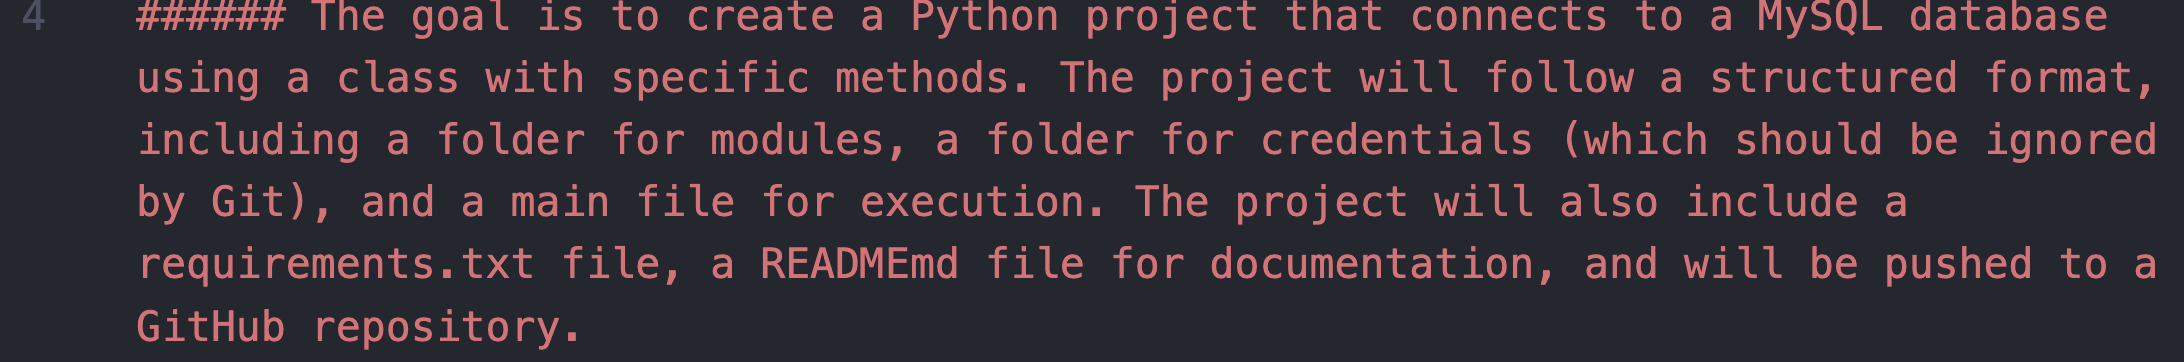 4 ###### The goal is to create a Python project that connects to a MySQL database
using a class with specific methods. The project will follow a structured format,
including a folder for modules, a folder for credentials (which should be ignored
by Git), and a main file for execution. The project will also include a
requirements.txt file, a READMEmd file for documentation, and will be pushed to a
GitHub repository.